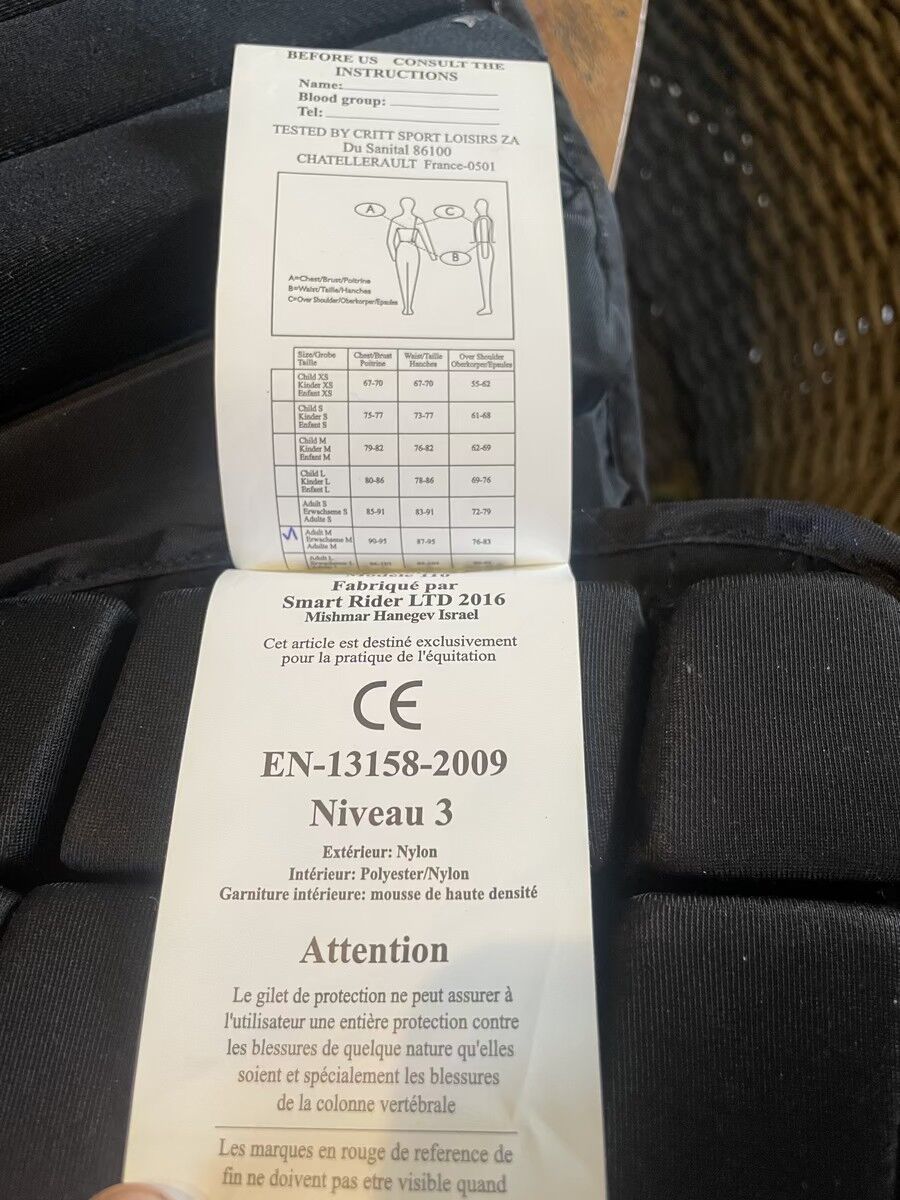 BEFORE US CONSULT THE
INSTRUCTIONS
Name:
Blood group:
Tel:
TESTED BY CRITT SPORT LOISIRS ZA
Du Sanital 86100
CHATELLERAULT France-0501
A
C
B
A=Chest/Brust/Poitrine
B=Waist/Taille/Hanches
C=Over Shoulder/Oberkorper/Epaules
Size/Grobe Taille Chest/Brust Poitrine Waist/Taille Hanches Over Shoulder Oberkorper/Epaules
Child XS Kinder XS Enfant XS 67-70 67-70 55-62
Child S Kinder S Enfant S 75-77 73-77 61-68
Child M Kinder M Enfant M 79-82 76-82 62-69
Child L Kinder L Enfant L 80-86 78-86 69-76
Adult S Erwachsene S Adulte S 85-91 83-91 72-79
Adult M Erwachsene M Adulte M 90-95 87-95 76-83
Adult L
Fabriqué par
Smart Rider LTD 2016
Mishmar Hanegev Israel
Cet article est destiné exclusivement
pour la pratique de l'équitation
CE
EN-13158-2009
Niveau 3
Extérieur: Nylon
Intérieur: Polyester/Nylon
Garniture intérieure: mousse de haute densité
Attention
Le gilet de protection ne peut assurer à
l'utilisateur une entière protection contre
les blessures de quelque nature qu'elles
soient et spécialement les blessures
de la colonne vertébrale
Les marques en rouge de reference de
fin ne doivent pas etre visible quand